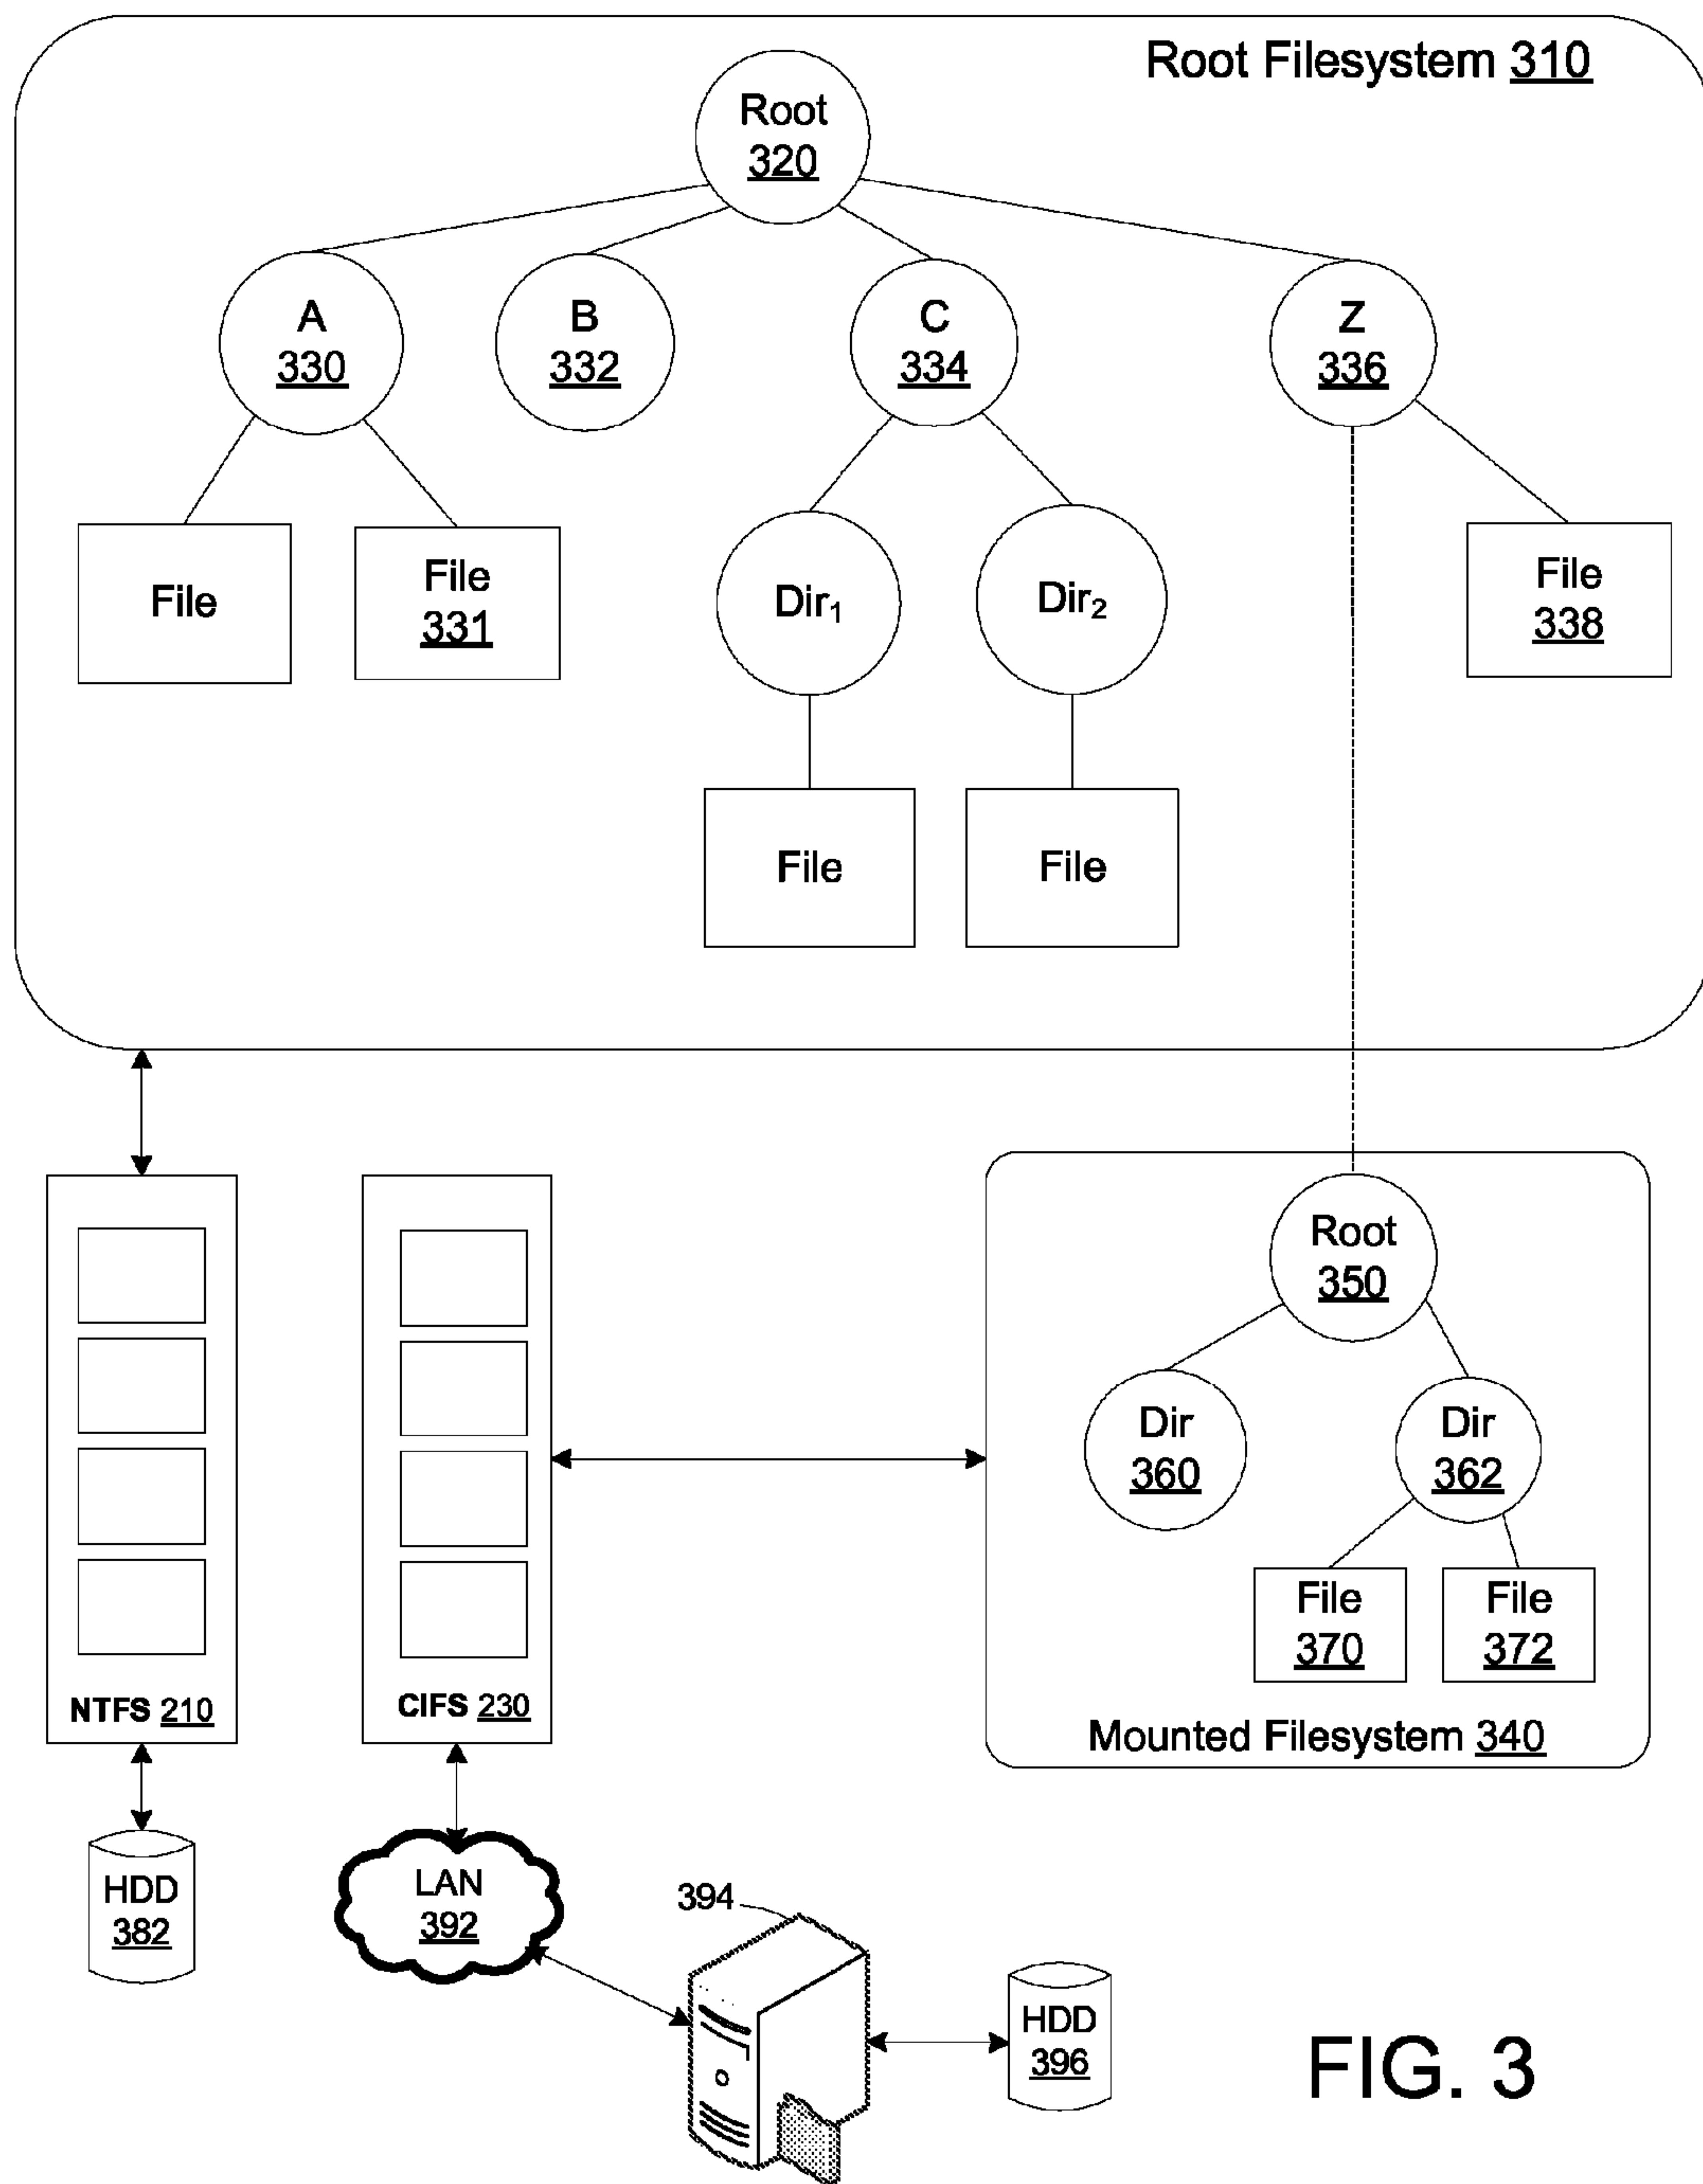 Root Filesystem 310
Root
320
A
330
B
332
C
334
Z
336
File
File
331
Dir₁
Dir₂
File
338
File
File
Root
350
Dir
360
Dir
362
File
370
File
372
NTFS 210
CIFS 230
Mounted Filesystem 340
HDD
382
LAN
392
394
HDD
396
FIG. 3